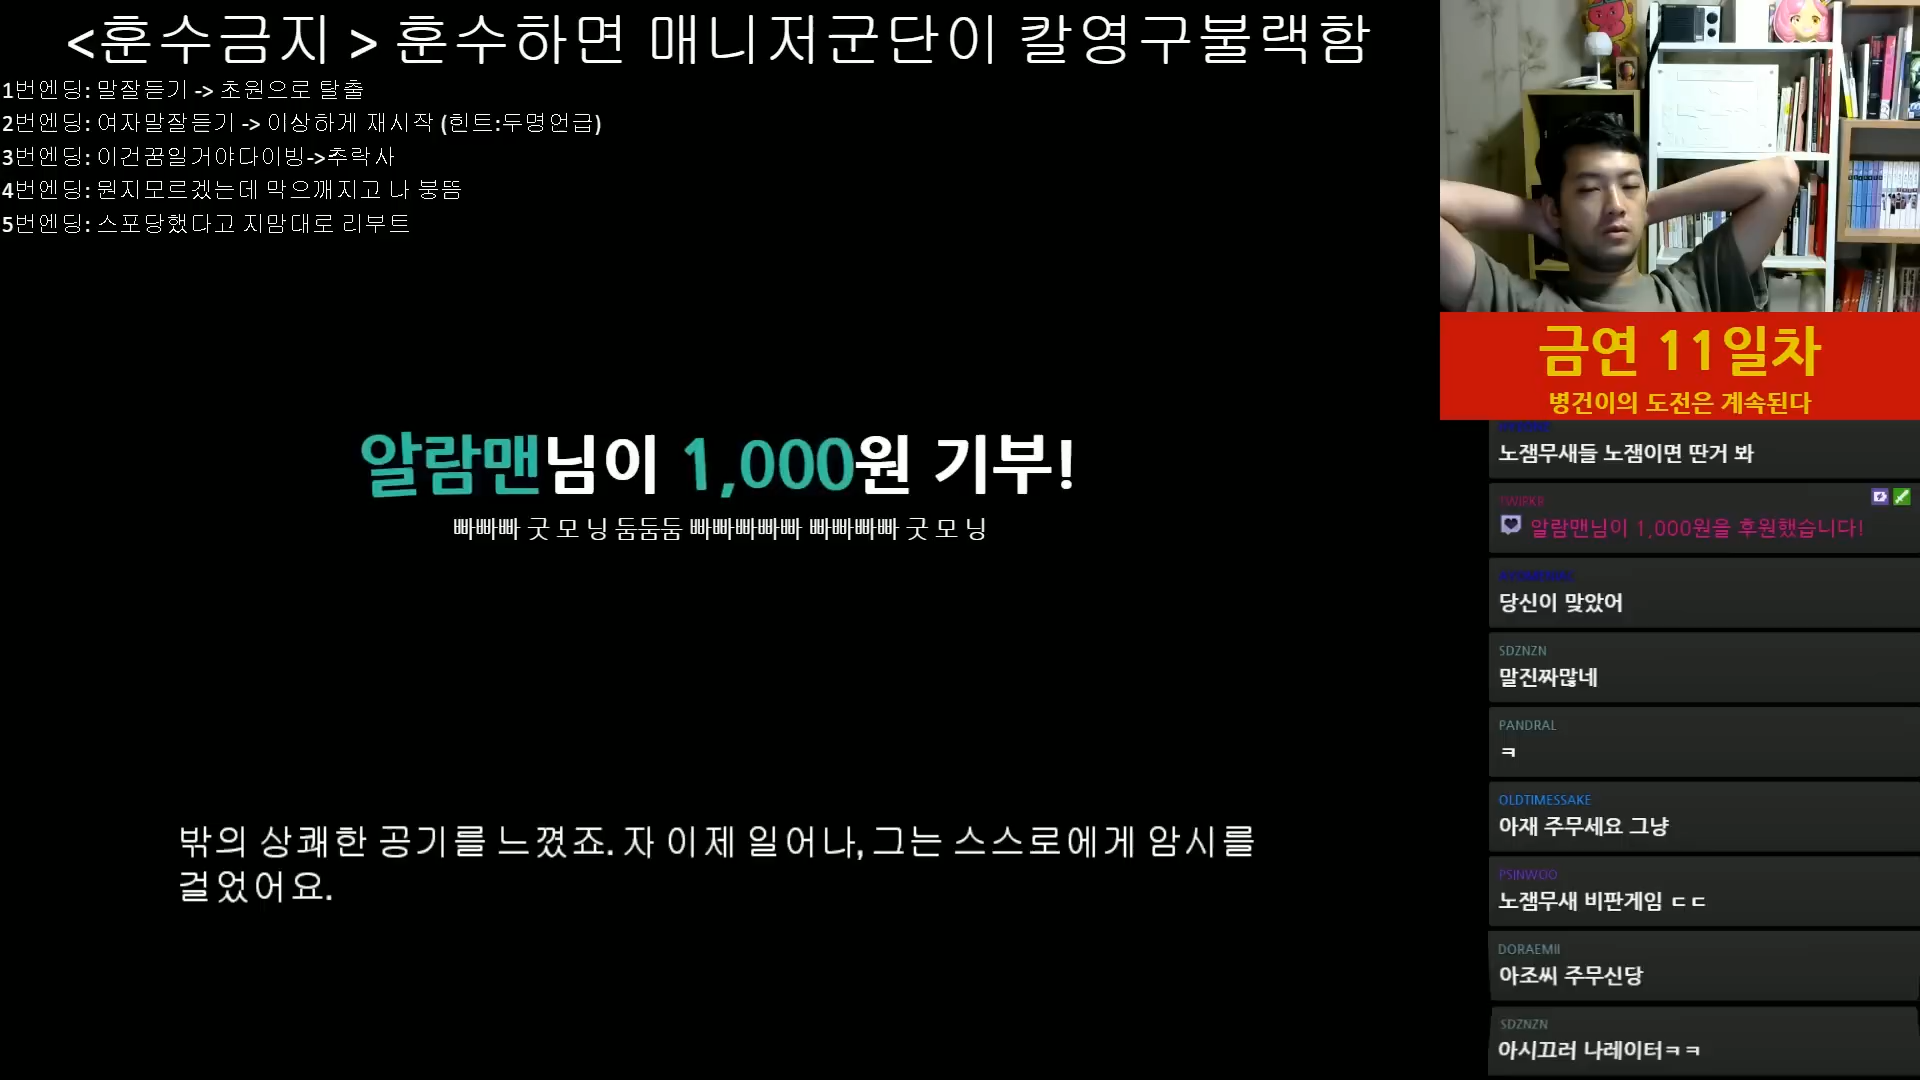 <훈수금지 > 훈수하면 매니저군단이 칼영구불랙함
1번엔딩: 말잘듣기 -> 초원으로 탈출
2번엔딩: 여자말잘듣기 -> 이상하게 재시작 (힌트:두명언급)
3번엔딩: 이건꿈일거야다이빙->추락사
4번엔딩: 뭔지모르겠는데 막으깨지고 나 붕뜸
5번엔딩: 스포당했다고 지맘대로 리부트
알람맨님이 1,000원 기부!
빠빠빠 굿 모 닝 둠둠둠 빠빠빠빠빠 빠빠빠빠 굿 모 닝
밖의 상쾌한 공기를 느꼈죠. 자 이제 일어나, 그는 스스로에게 암시를
걸었어요.
금연 11일차
병건이의 도전은 계속된다
노잼무새들 노잼이면 딴거 봐
TWIPKR
알람맨님이 1,000원을 후원했습니다!
당신이 맞았어
SDZNZN
말진짜많네
PANDRAL
ㅋ
OLDTIMESSAKE
아재 주무세요 그냥
PSINWOO
노잼무새 비판게임 ㄷㄷ
DORAEMII
아조씨 주무신당
SDZNZN
아시끄러 나레이터ㅋㅋ